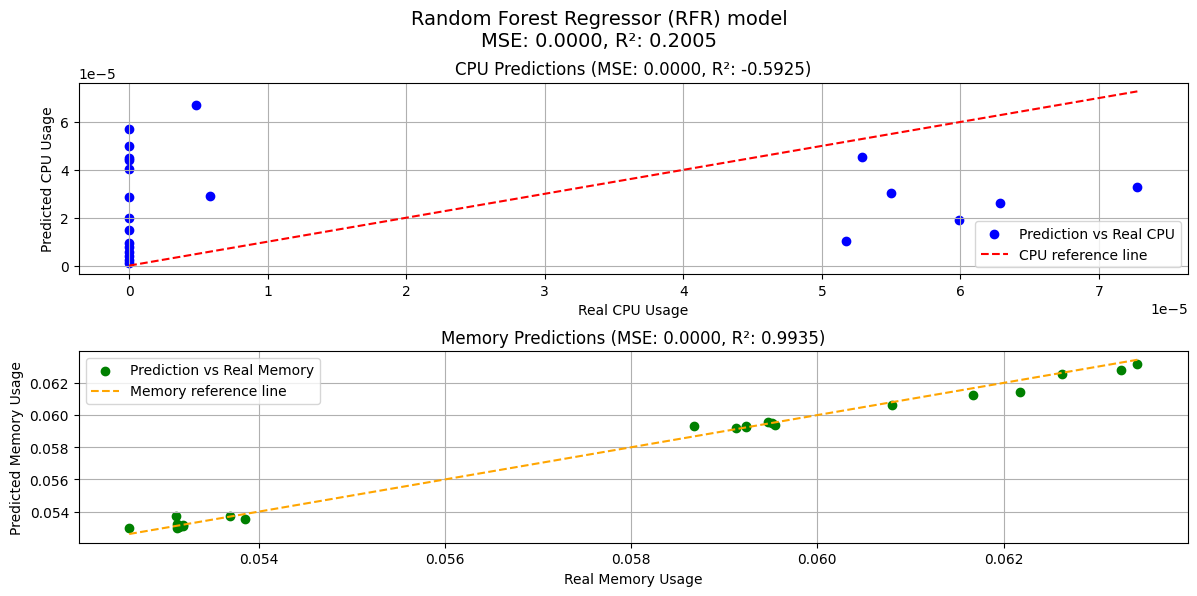 Random Forest Regressor (RFR) model
MSE: 0.0000, R²: 0.2005
CPU Predictions (MSE: 0.0000, R²: -0.5925)
1e−5
Predicted CPU Usage
6
4
2
0
Prediction vs Real CPU
CPU reference line
0 1 2 3 4 5 6 7
1e−5
Real CPU Usage
Memory Predictions (MSE: 0.0000, R²: 0.9935)
Predicted Memory Usage
0.062
0.060
0.058
0.056
0.054
Prediction vs Real Memory
Memory reference line
0.054 0.056 0.058 0.060 0.062
Real Memory Usage